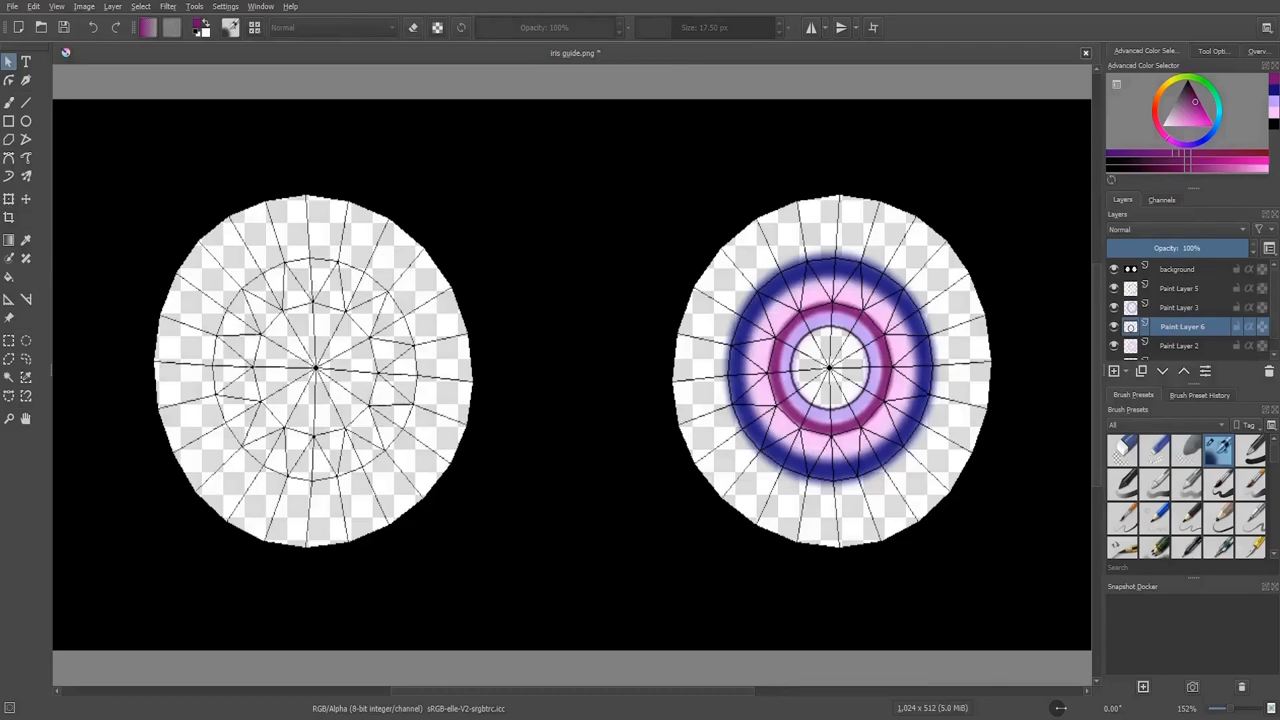 File Edit View Image Layer Filter Tools Settings Window Help
Normal Opacity: 100% Size: 17.50 px
iris guide.png *
Advanced Color Sele... Tool Opti... Overv...
Advanced Color Selector
Layers Channels
Layers
Normal
Opacity: 100%
background
Paint Layer 5
Paint Layer 3
Paint Layer 6
Paint Layer 2
Brush Presets Brush Preset History
Brush Presets
All Tag
Search
Snapshot Docker
RGB/Alpha (8-bit integer/channel) sRGB-elle-V2-srgbtrc.icc 1,024 x 512 (5.0 MiB) 0.00° 152%